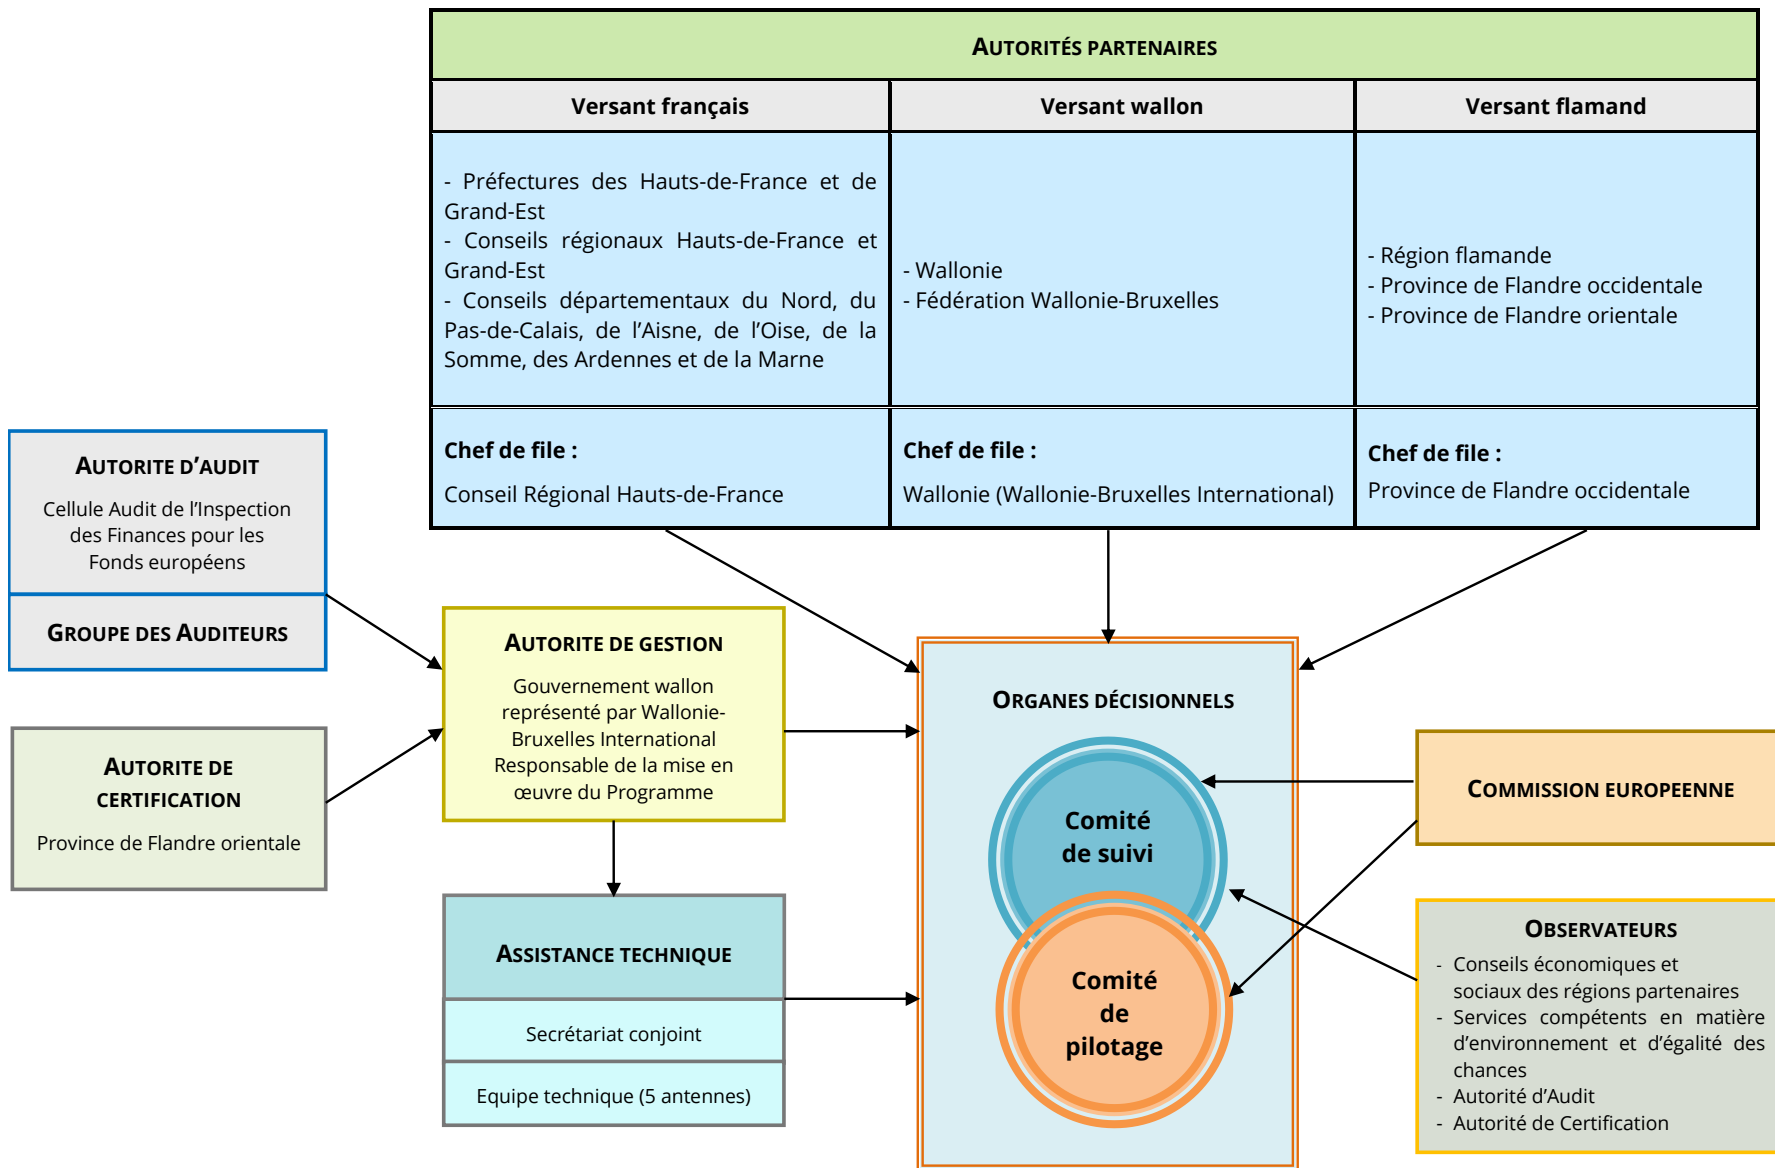 AUTORITÉS PARTENAIRES
Versant français
Versant wallon
Versant flamand
- Préfectures des Hauts-de-France et de
Grand-Est
- Conseils régionaux Hauts-de-France et
Grand-Est
- Conseils départementaux du Nord, du
Pas-de-Calais, de l’Aisne, de l’Oise, de la
Somme, des Ardennes et de la Marne
- Wallonie
- Fédération Wallonie-Bruxelles
- Région flamande
- Province de Flandre occidentale
- Province de Flandre orientale
Chef de file :
Conseil Régional Hauts-de-France
Chef de file :
Wallonie (Wallonie-Bruxelles International)
Chef de file :
Province de Flandre occidentale
AUTORITE D’AUDIT
Cellule Audit de l’Inspection
des Finances pour les
Fonds européens
GROUPE DES AUDITEURS
AUTORITE DE
CERTIFICATION
Province de Flandre orientale
AUTORITE DE GESTION
Gouvernement wallon
représenté par Wallonie-
Bruxelles International
Responsable de la mise en
œuvre du Programme
ASSISTANCE TECHNIQUE
Secrétariat conjoint
Equipe technique (5 antennes)
ORGANES DÉCISIONNELS
Comité
de suivi
Comité
de
pilotage
COMMISSION EUROPEENNE
OBSERVATEURS
- Conseils économiques et
sociaux des régions partenaires
- Services compétents en matière
d’environnement et d’égalité des
chances
- Autorité d’Audit
- Autorité de Certification